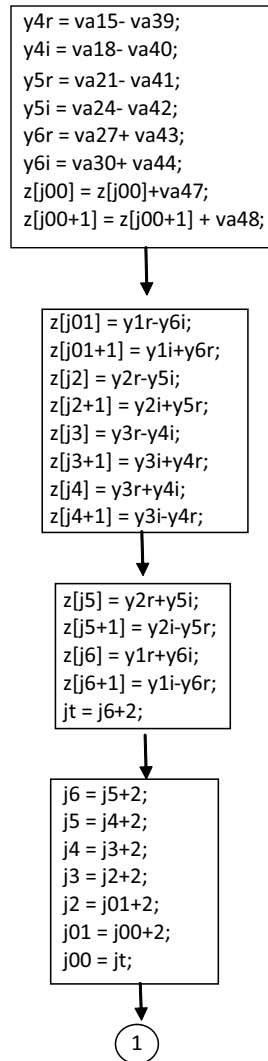 y4r = va15- va39;
y4i = va18- va40;
y5r = va21- va41;
y5i = va24- va42;
y6r = va27+ va43;
y6i = va30+ va44;
z[j00] = z[j00]+va47;
z[j00+1] = z[j00+1] + va48;
z[j01] = y1r-y6i;
z[j01+1] = y1i+y6r;
z[j2] = y2r-y5i;
z[j2+1] = y2i+y5r;
z[j3] = y3r-y4i;
z[j3+1] = y3i+y4r;
z[j4] = y3r+y4i;
z[j4+1] = y3i-y4r;
z[j5] = y2r+y5i;
z[j5+1] = y2i-y5r;
z[j6] = y1r+y6i;
z[j6+1] = y1i-y6r;
jt = j6+2;
j6 = j5+2;
j5 = j4+2;
j4 = j3+2;
j3 = j2+2;
j2 = j01+2;
j01 = j00+2;
j00 = jt;
1